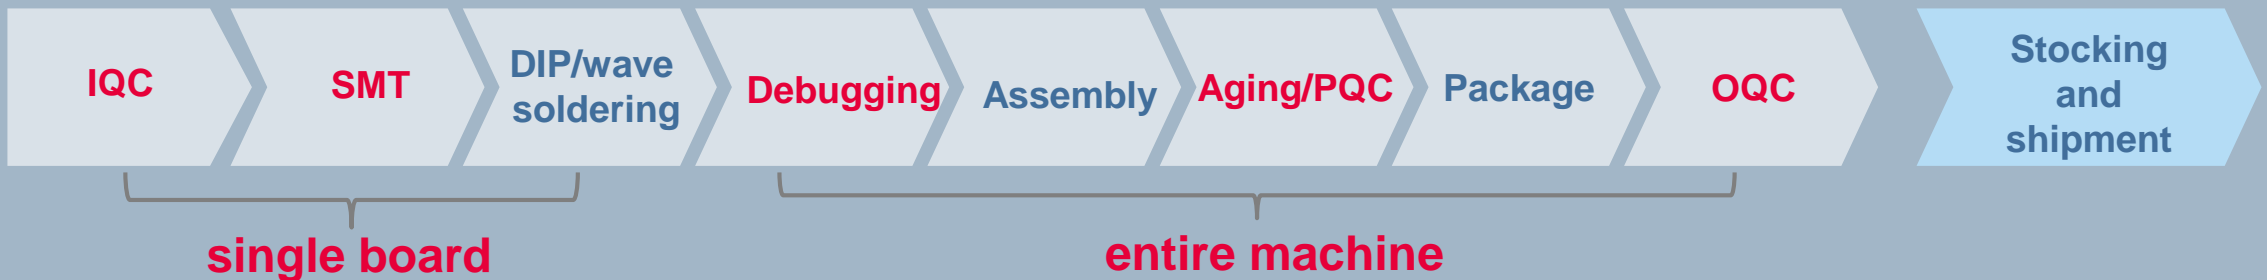 IQC
SMT
DIP/wave
soldering
Debugging
Assembly
Aging/PQC
Package
OQC
Stocking
and
shipment
single board
entire machine